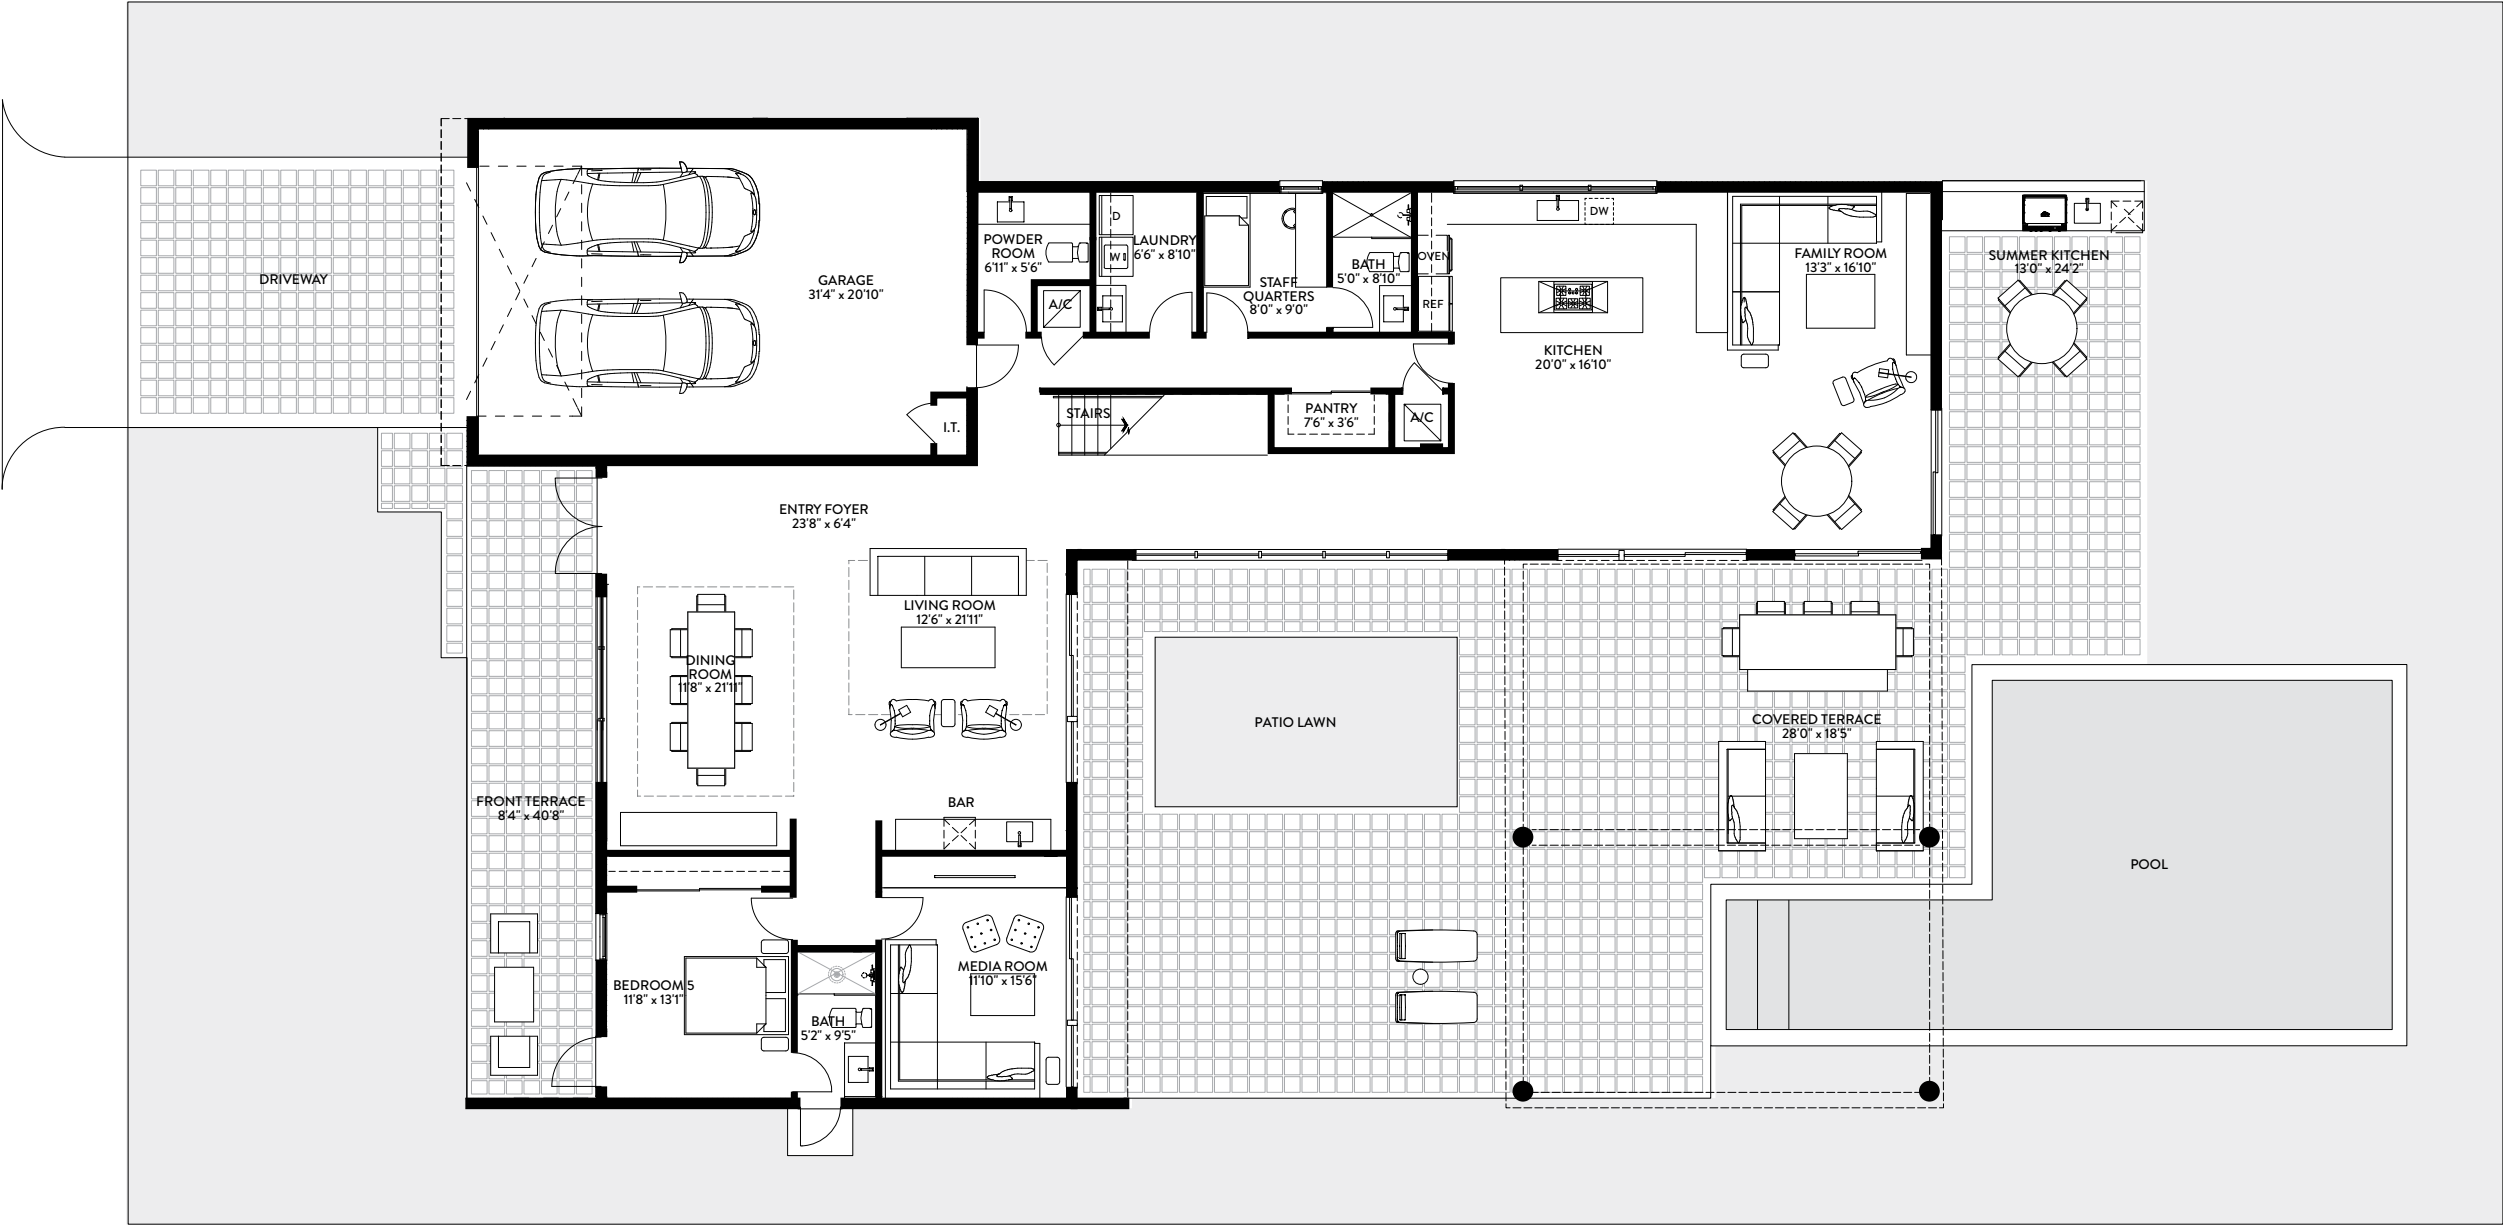 DRIVEWAY
GARAGE
31'4" x 20'10"
I.T.
POWDER
ROOM
6'11" x 5'6"
A/C
D
W
LAUNDRY
6'6" x 8'10"
STAFF
QUARTERS
8'0" x 9'0"
BATH
5'0" x 8'10"
OVEN
REF
DW
KITCHEN
20'0" x 16'10"
FAMILY ROOM
13'3" x 16'10"
SUMMER KITCHEN
13'0" x 24'2"
STAIRS
PANTRY
7'6" x 3'6"
A/C
ENTRY FOYER
23'8" x 6'4"
LIVING ROOM
12'6" x 21'11"
DINING
ROOM
11'8" x 21'11"
FRONT TERRACE
8'4" x 40'8"
BAR
PATIO LAWN
COVERED TERRACE
28'0" x 18'5"
POOL
BEDROOM 5
11'8" x 13'1"
BATH
5'2" x 9'5"
MEDIA ROOM
11'10" x 15'6"